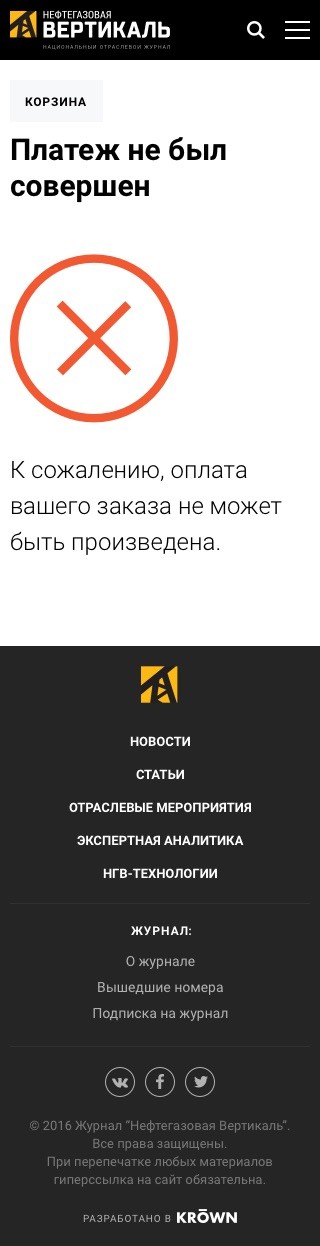 НЕФТЕГАЗОВАЯ
ВЕРТИКАЛЬ
НАЦИОНАЛЬНЫЙ ОТРАСЛЕВОЙ ЖУРНАЛ
КОРЗИНА
Платеж не был
совершен
К сожалению, оплата
вашего заказа не может
быть произведена.
НОВОСТИ
СТАТЬИ
ОТРАСЛЕВЫЕ МЕРОПРИЯТИЯ
ЭКСПЕРТНАЯ АНАЛИТИКА
НГВ-ТЕХНОЛОГИИ
ЖУРНАЛ:
О журнале
Вышедшие номера
Подписка на журнал
© 2016 Журнал “Нефтегазовая Вертикаль”.
Все права защищены.
При перепечатке любых материалов
гиперссылка на сайт обязательна.
РАЗРАБОТАНО В KRŌWN